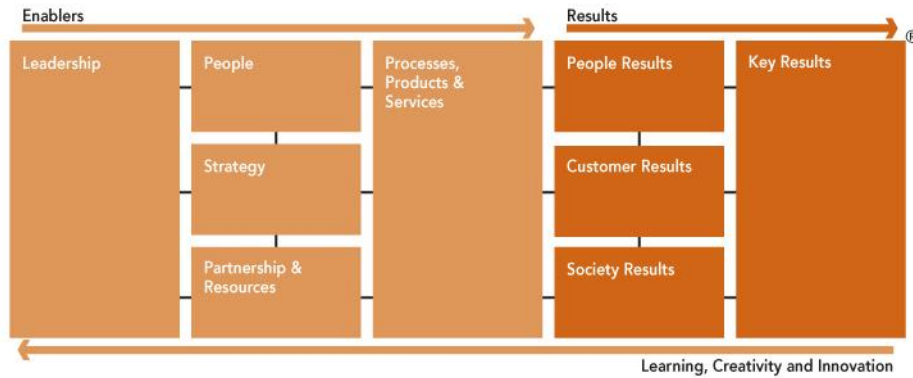 Enablers
Results
®
Leadership
People
Processes,
Products &
Services
People Results
Key Results
Strategy
Customer Results
Partnership &
Resources
Society Results
Learning, Creativity and Innovation